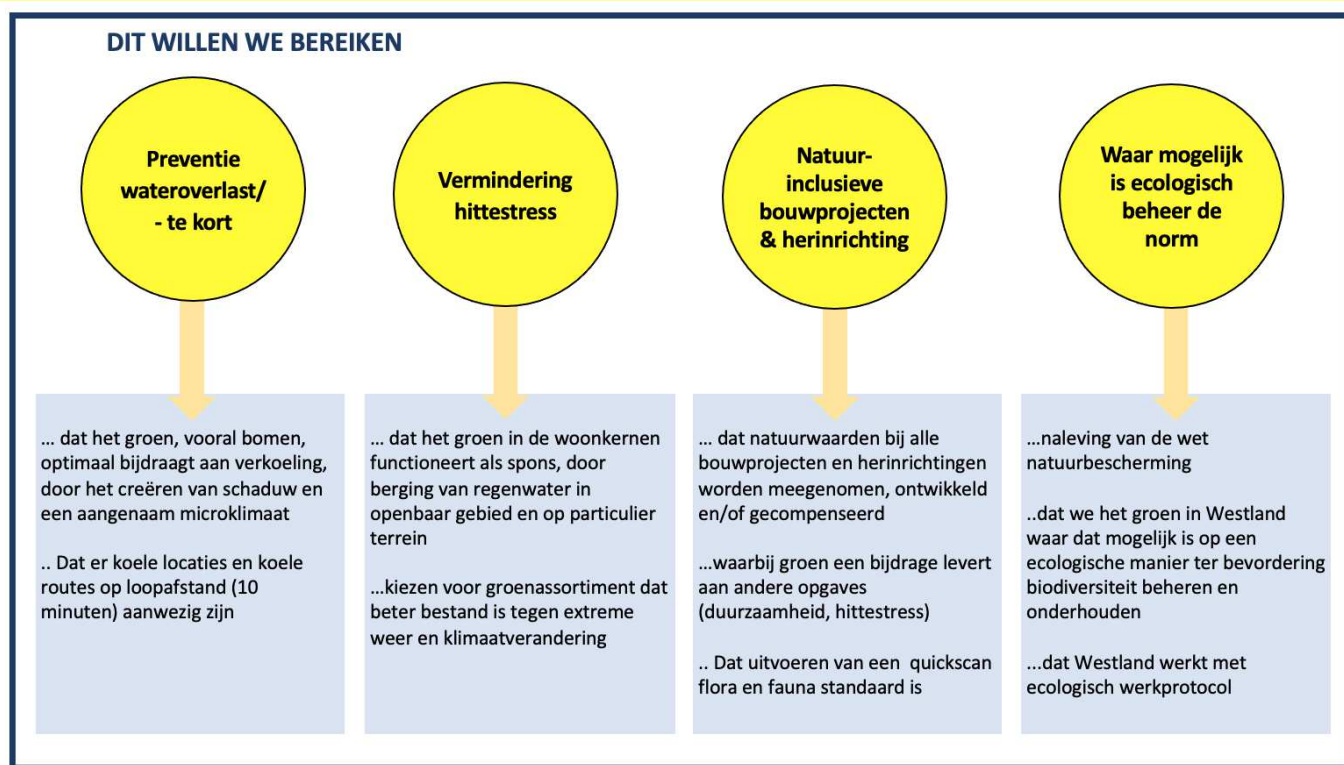 DIT WILLEN WE BEREIKEN
Preventie
wateroverlast/
- te kort
Vermindering
hittestress
Natuur-
inclusieve
bouwprojecten
& herinrichting
Waar mogelijk
is ecologisch
beheer de
norm
... dat het groen, vooral bomen,
optimaal bijdraagt aan verkoeling,
door het creëren van schaduw en
een aangenaam microklimaat
.. Dat er koele locaties en koele
routes op loopafstand (10
minuten) aanwezig zijn
... dat het groen in de woonkernen
functioneert als spons, door
berging van regenwater in
openbaar gebied en op particulier
terrein
...kiezen voor groenassortiment dat
beter bestand is tegen extreme
weer en klimaatverandering
... dat natuurwaarden bij alle
bouwprojecten en herinrichtingen
worden meegenomen, ontwikkeld
en/of gecompenseerd
...waarbij groen een bijdrage levert
aan andere opgaves
(duurzaamheid, hittestress)
.. Dat uitvoeren van een quickscan
flora en fauna standaard is
...naleving van de wet
natuurbescherming
..dat we het groen in Westland
waar dat mogelijk is op een
ecologische manier ter bevordering
biodiversiteit beheren en
onderhouden
...dat Westland werkt met
ecologisch werkprotocol